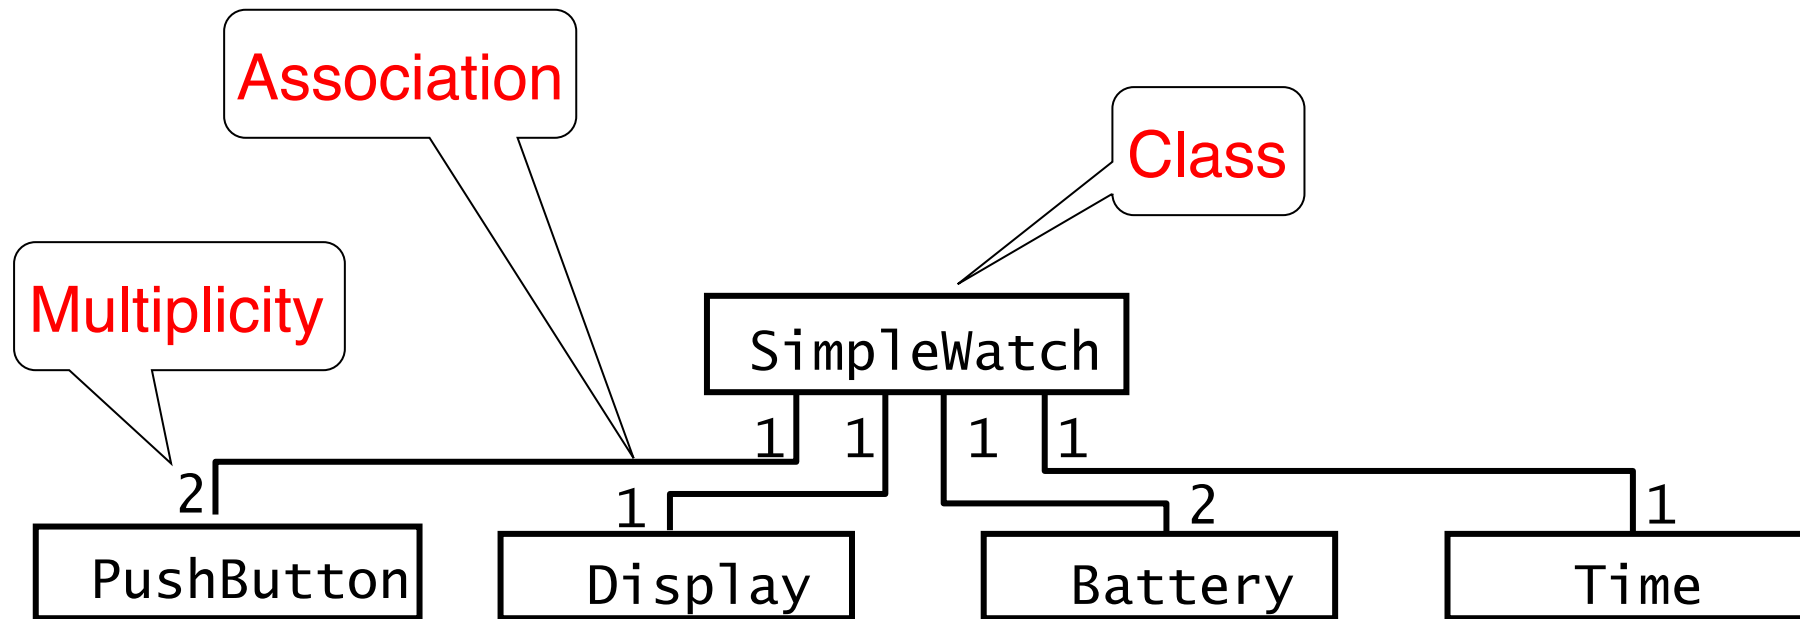 Association
Class
Multiplicity
SimpleWatch
1 1 1 1
2 1 2 1
PushButton Display Battery Time